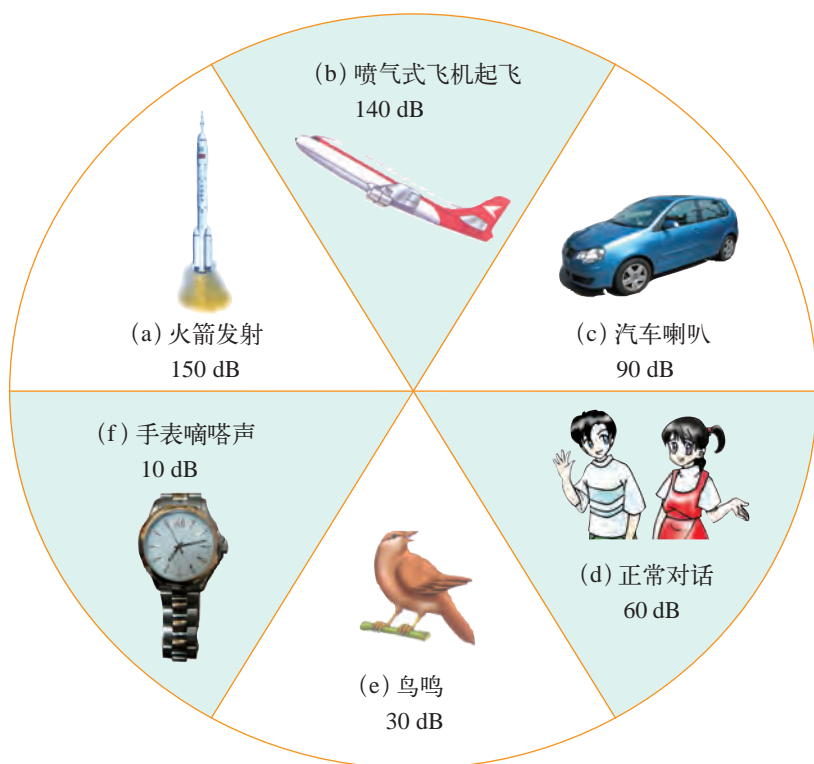 (b) 喷气式飞机起飞
140 dB
(a) 火箭发射
150 dB
(c) 汽车喇叭
90 dB
(f) 手表嘀嗒声
10 dB
(d) 正常对话
60 dB
(e) 鸟鸣
30 dB